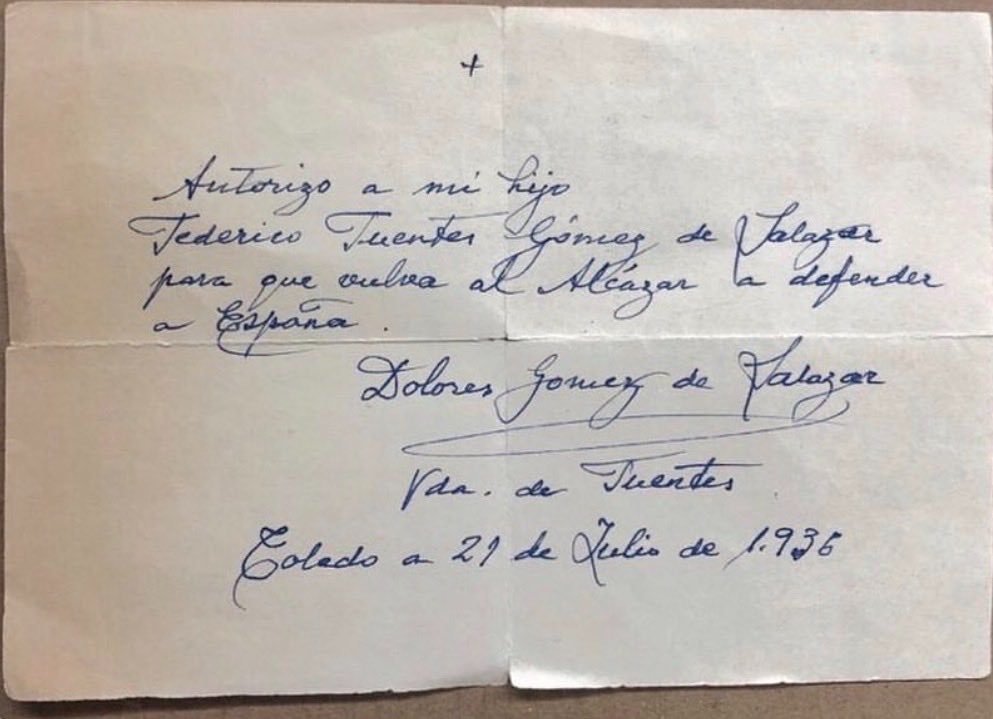 +
Autorizo a mi hijo
Federico Fuentes Gómez de Salazar
para que vulva al Alcázar a defender
a España.
Dolores Gomez de Salazar
Vda. de Fuentes
Toledo a 21 de Julio de 1.936